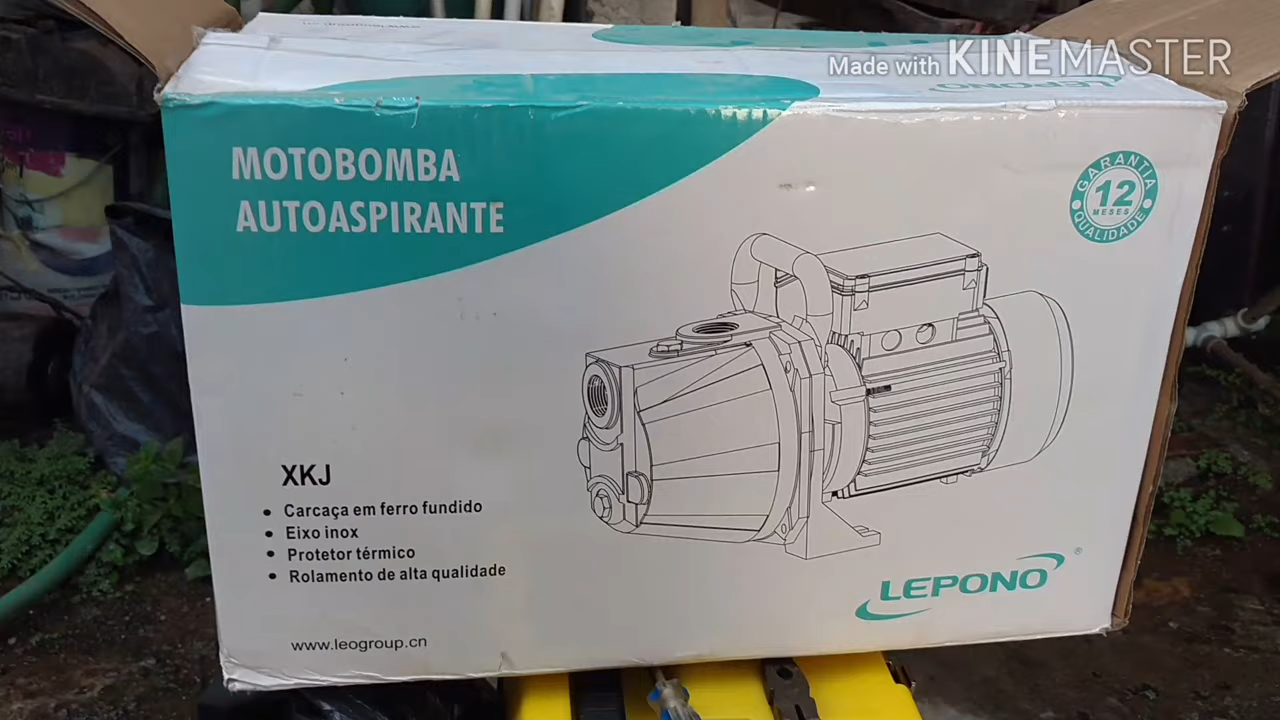 Made with KINEMASTER
LEPONO
MOTOBOMBA
AUTOASPIRANTE
GARANTIA
12
MESES
QUALIDADE
XKJ
• Carcaça em ferro fundido
• Eixo inox
• Protetor térmico
• Rolamento de alta qualidade
LEPONO®
www.leogroup.cn